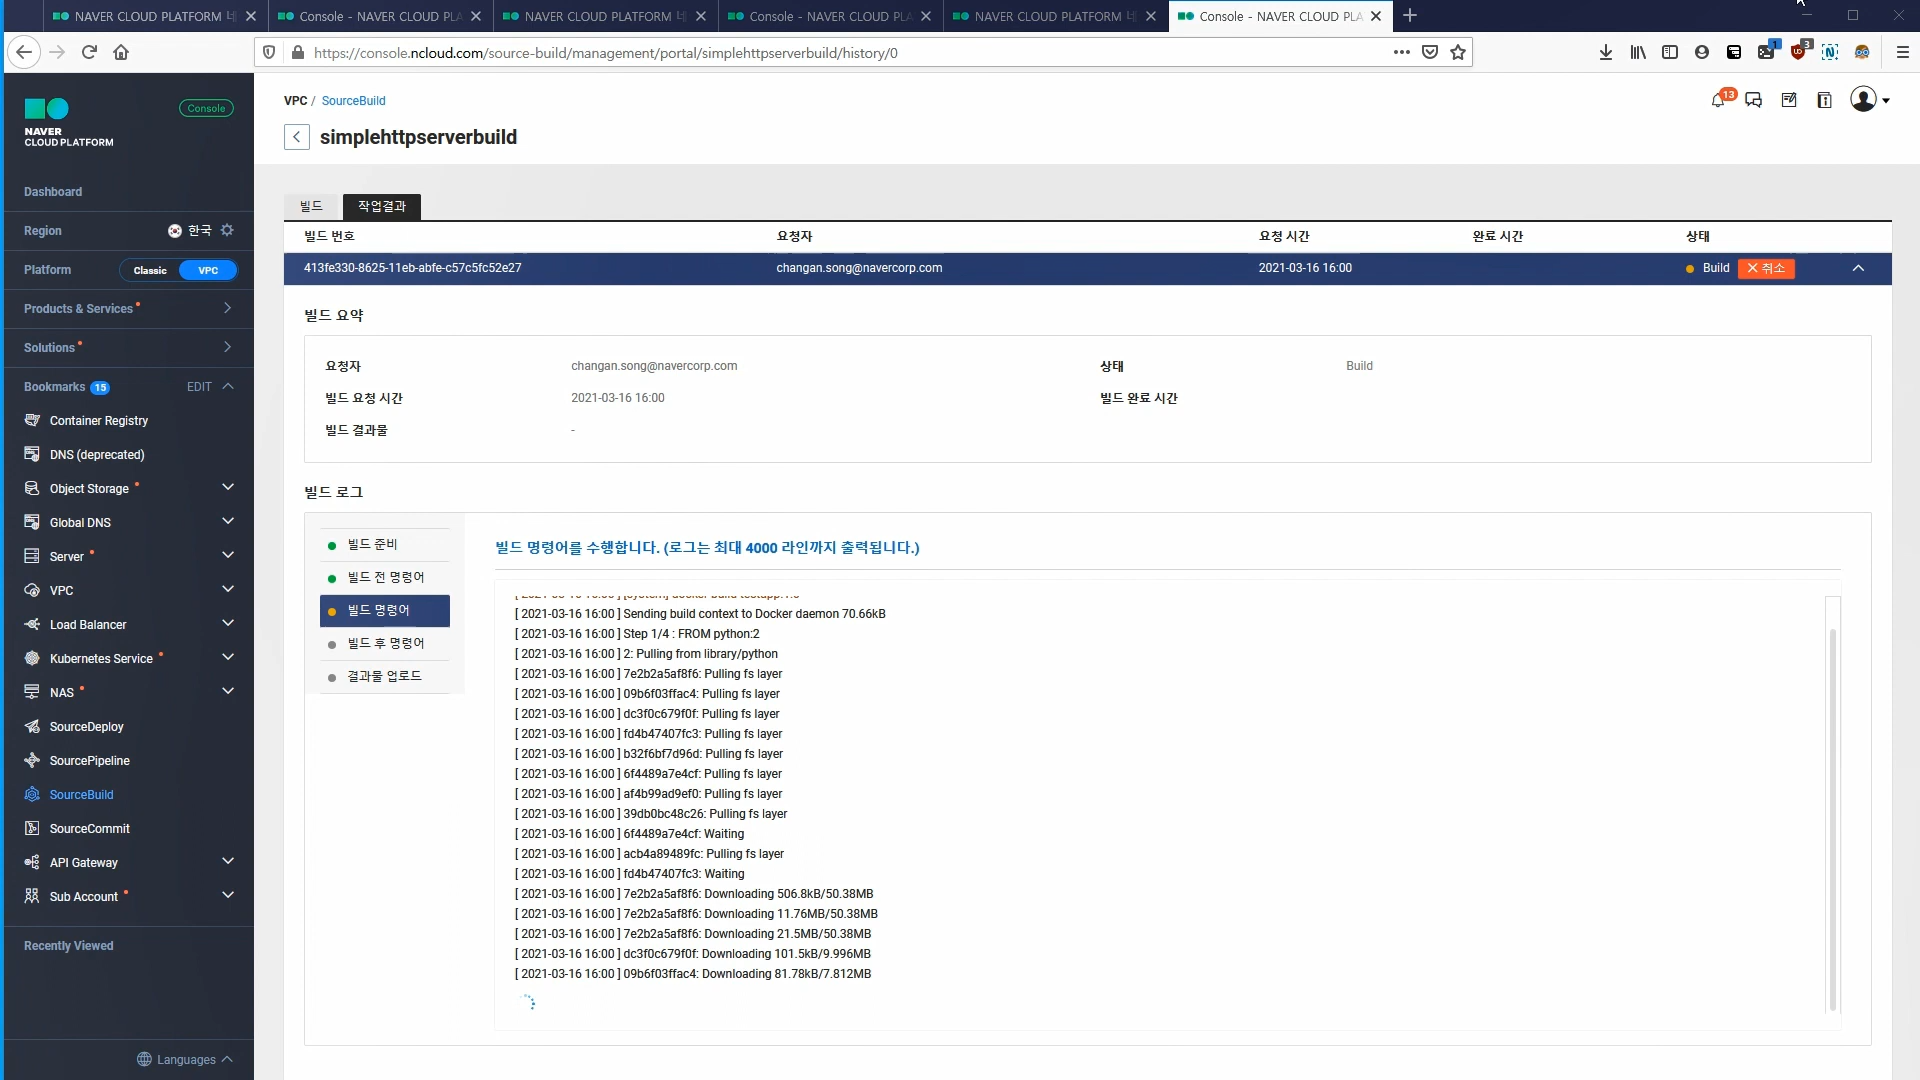 NAVER CLOUD PLATFORM
Console - NAVER CLOUD PLA
NAVER CLOUD PLATFORM
Console - NAVER CLOUD PLA
NAVER CLOUD PLATFORM
Console - NAVER CLOUD PLA
https://console.ncloud.com/source-build/management/portal/simplehttpserverbuild/history/0
1
3
NAVER
CLOUD PLATFORM
Console
Dashboard
Region 한국
Platform Classic VPC
Products & Services
Solutions
Bookmarks 15 EDIT
Container Registry
DNS (deprecated)
Object Storage
Global DNS
Server
VPC
Load Balancer
Kubernetes Service
NAS
SourceDeploy
SourcePipeline
SourceBuild
SourceCommit
API Gateway
Sub Account
Recently Viewed
Languages
VPC / SourceBuild
13
simplehttpserverbuild
빌드 작업결과
빌드 번호 요청자 요청 시간 완료 시간 상태
413fe330-8625-11eb-abfe-c57c5fc52e27 changan.song@navercorp.com 2021-03-16 16:00 Build 취소
빌드 요약
요청자 changan.song@navercorp.com 상태 Build
빌드 요청 시간 2021-03-16 16:00 빌드 완료 시간
빌드 결과물 -
빌드 로그
빌드 준비
빌드 전 명령어
빌드 명령어
빌드 후 명령어
결과물 업로드
빌드 명령어를 수행합니다. (로그는 최대 4000 라인까지 출력됩니다.)
[ 2021-03-16 16:00 ] Sending build context to Docker daemon 70.66kB
[ 2021-03-16 16:00 ] Step 1/4 : FROM python:2
[ 2021-03-16 16:00 ] 2: Pulling from library/python
[ 2021-03-16 16:00 ] 7e2b2a5af8f6: Pulling fs layer
[ 2021-03-16 16:00 ] 09b6f03ffac4: Pulling fs layer
[ 2021-03-16 16:00 ] dc3f0c679f0f: Pulling fs layer
[ 2021-03-16 16:00 ] fd4b47407fc3: Pulling fs layer
[ 2021-03-16 16:00 ] b32f6bf7d96d: Pulling fs layer
[ 2021-03-16 16:00 ] 6f4489a7e4cf: Pulling fs layer
[ 2021-03-16 16:00 ] af4b99ad9ef0: Pulling fs layer
[ 2021-03-16 16:00 ] 39db0bc48c26: Pulling fs layer
[ 2021-03-16 16:00 ] 6f4489a7e4cf: Waiting
[ 2021-03-16 16:00 ] acb4a89489fc: Pulling fs layer
[ 2021-03-16 16:00 ] fd4b47407fc3: Waiting
[ 2021-03-16 16:00 ] 7e2b2a5af8f6: Downloading 506.8kB/50.38MB
[ 2021-03-16 16:00 ] 7e2b2a5af8f6: Downloading 11.76MB/50.38MB
[ 2021-03-16 16:00 ] 7e2b2a5af8f6: Downloading 21.5MB/50.38MB
[ 2021-03-16 16:00 ] dc3f0c679f0f: Downloading 101.5kB/9.996MB
[ 2021-03-16 16:00 ] 09b6f03ffac4: Downloading 81.78kB/7.812MB